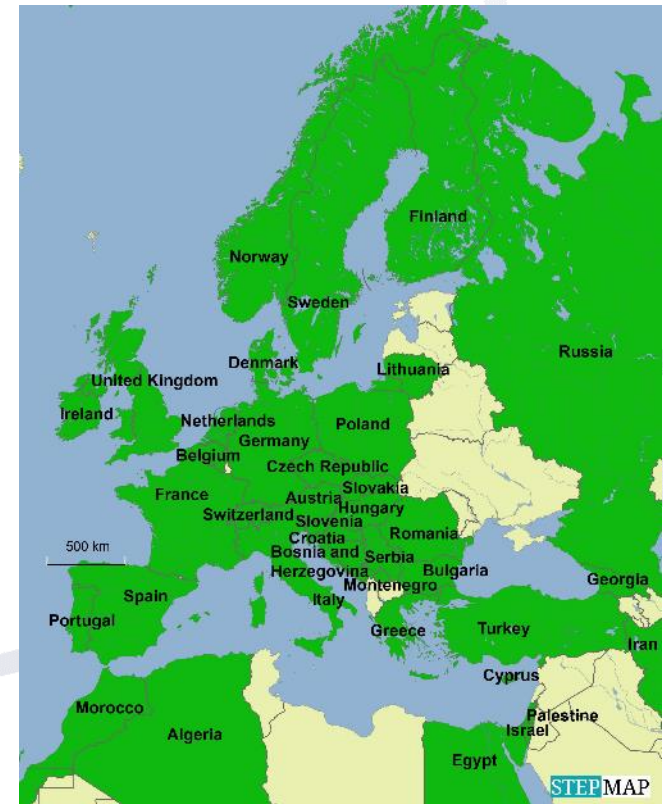 Finland
Norway
Sweden
Russia
Denmark
Lithuania
United Kingdom
Ireland
Netherlands
Poland
Germany
Belgium
Czech Republic
Slovakia
France
Austria
Hungary
Switzerland
Slovenia
Romania
Croatia
500 km
Bosnia and
Herzegovina
Serbia
Bulgaria
Montenegro
Georgia
Spain
Italy
Portugal
Greece
Turkey
Iran
Cyprus
Morocco
Palestine
Israel
Algeria
Egypt
STEPMAP